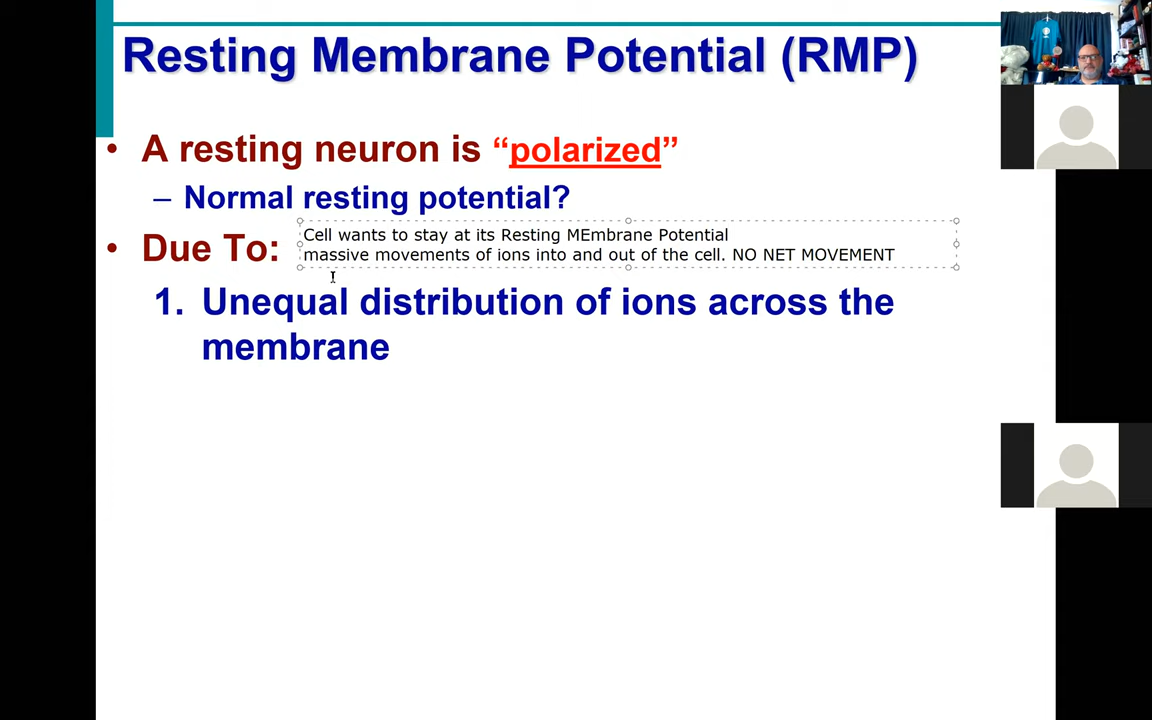 Resting Membrane Potential (RMP)
• A resting neuron is “polarized”
– Normal resting potential?
• Due To:
Cell wants to stay at its Resting MEmbrane Potential
massive movements of ions into and out of the cell. NO NET MOVEMENT
1. Unequal distribution of ions across the
membrane